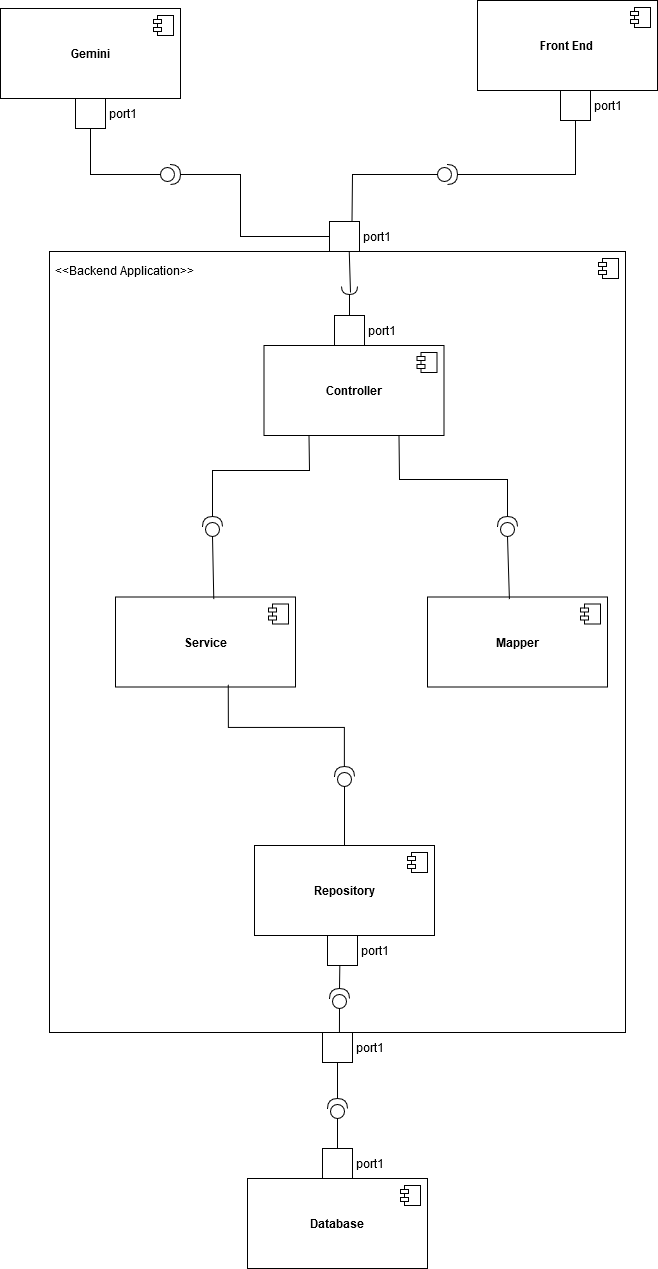 Gemini
Front End
port1
port1
port1
<<Backend Application>>
port1
Controller
Service
Mapper
Repository
port1
port1
port1
Database